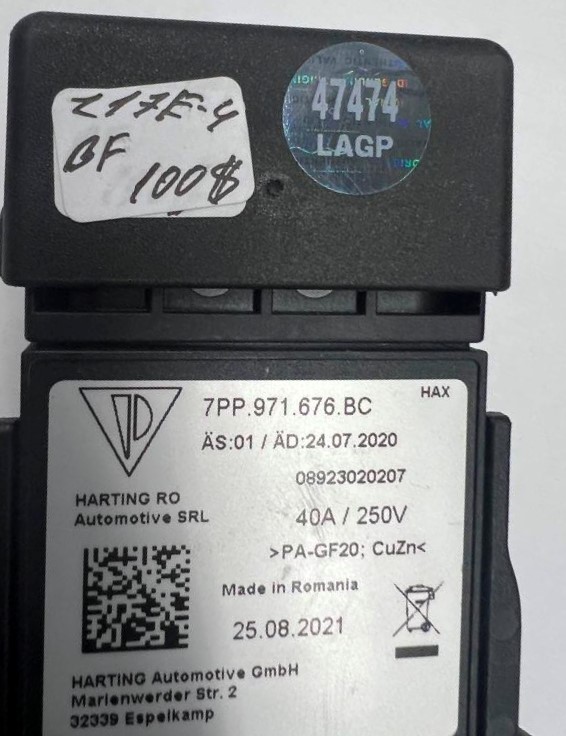 217E-4
BF
100$
47474
LAGP
HAX
7PP.971.676.BC
ÄS:01 / ÄD:24.07.2020
08923020207
HARTING RO
Automotive SRL
40A / 250V
>PA-GF20; CuZn<
Made in Romania
25.08.2021
HARTING Automotive GmbH
Marienwerder Str. 2
32339 Espelkamp